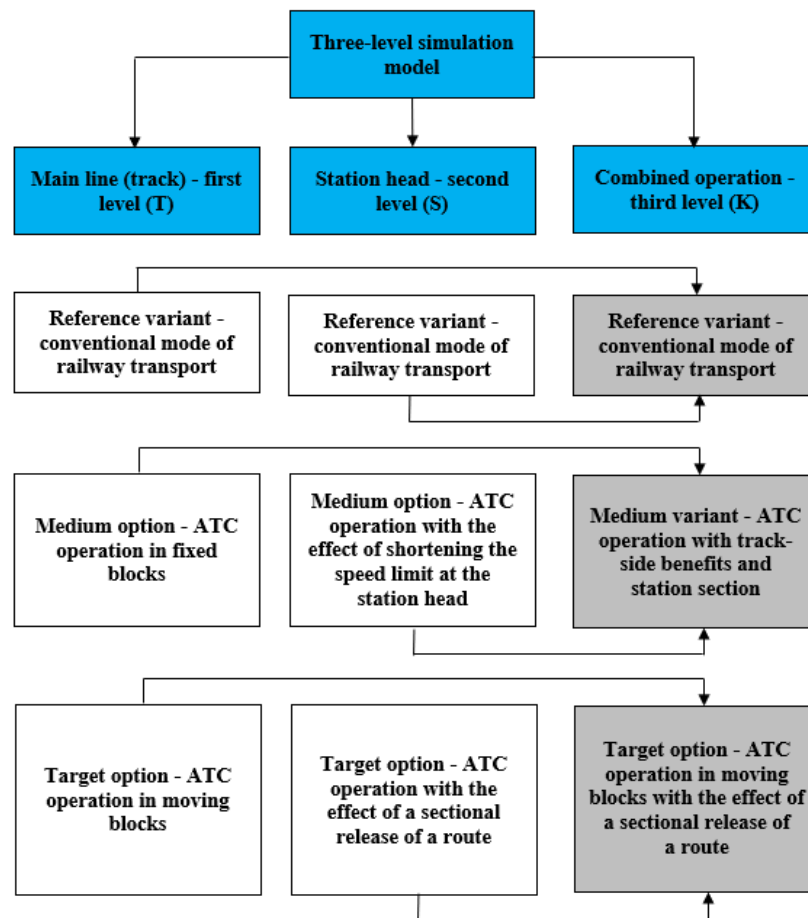 Three-level simulation
model
Main line (track) - first
level (T)
Station head - second
level (S)
Combined operation -
third level (K)
Reference variant -
conventional mode of
railway transport
Reference variant -
conventional mode of
railway transport
Reference variant -
conventional mode of
railway transport
Medium option - ATC
operation in fixed
blocks
Medium option - ATC
operation with the
effect of shortening the
speed limit at the
station head
Medium variant - ATC
operation with track-
side benefits and
station section
Target option - ATC
operation in moving
blocks
Target option - ATC
operation with the
effect of a sectional
release of a route
Target option - ATC
operation in moving
blocks with the effect of
a sectional release of
a route